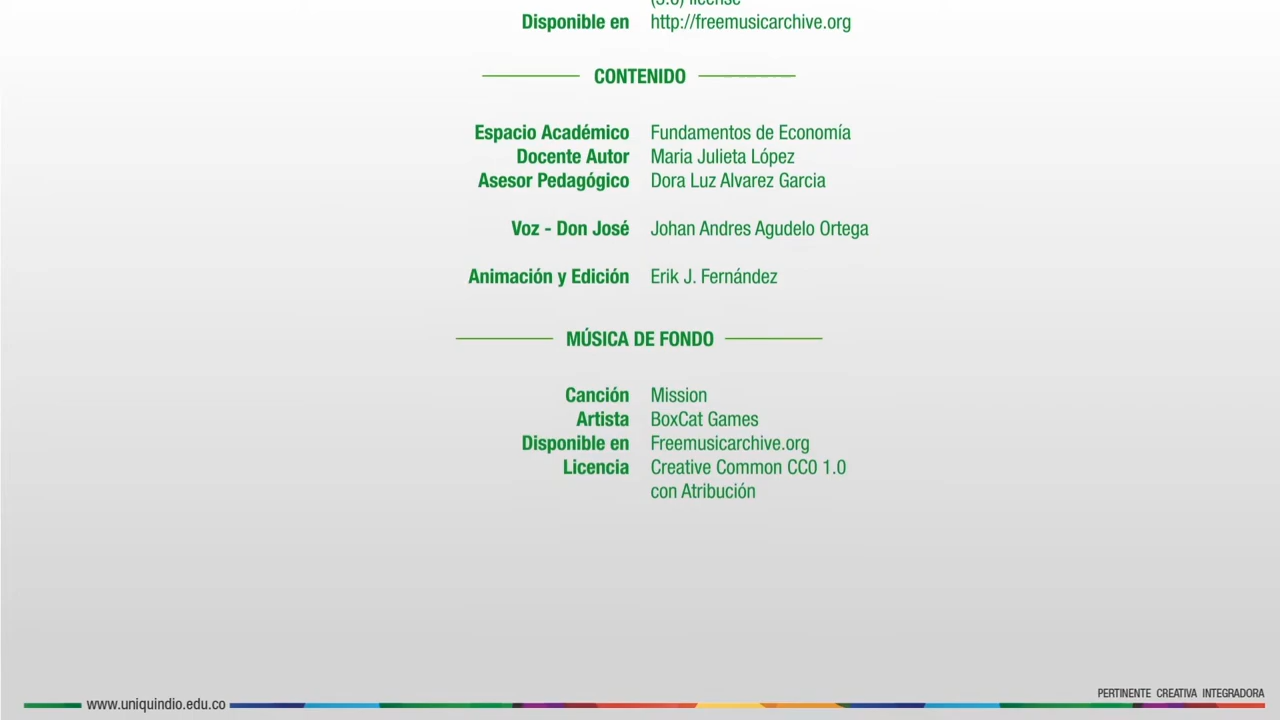 (3.0) license
Disponible en http://freemusicarchive.org
CONTENIDO
Espacio Académico Fundamentos de Economía
Docente Autor Maria Julieta López
Asesor Pedagógico Dora Luz Alvarez Garcia
Voz - Don José Johan Andres Agudelo Ortega
Animación y Edición Erik J. Fernández
MÚSICA DE FONDO
Canción Mission
Artista BoxCat Games
Disponible en Freemusicarchive.org
Licencia Creative Common CC0 1.0
con Atribución
PERTINENTE CREATIVA INTEGRADORA
www.uniquindio.edu.co